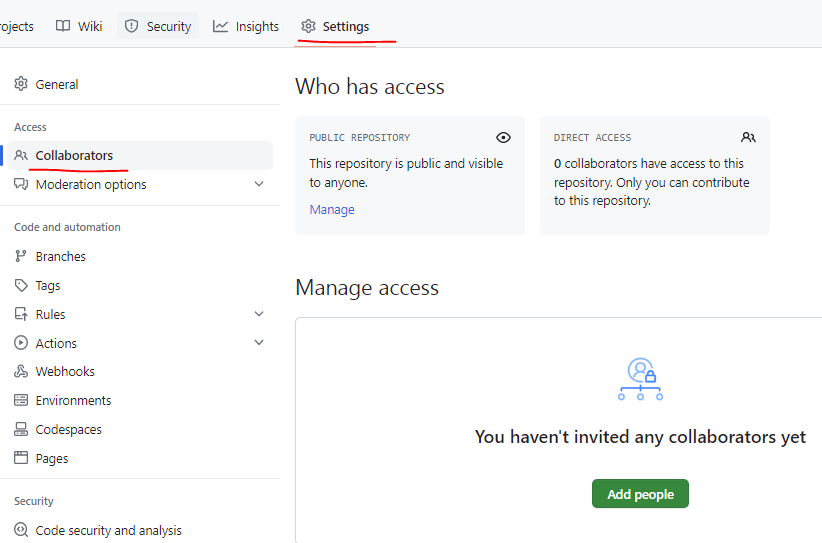 Wiki
Security
Insights
Settings
General
Access
Collaborators
Moderation options
Code and automation
Branches
Tags
Rules
Actions
Webhooks
Environments
Codespaces
Pages
Security
Code security and analysis
Who has access
PUBLIC REPOSITORY
This repository is public and visible
to anyone.
Manage
DIRECT ACCESS
0 collaborators have access to this
repository. Only you can contribute
to this repository.
Manage access
You haven't invited any collaborators yet
Add people